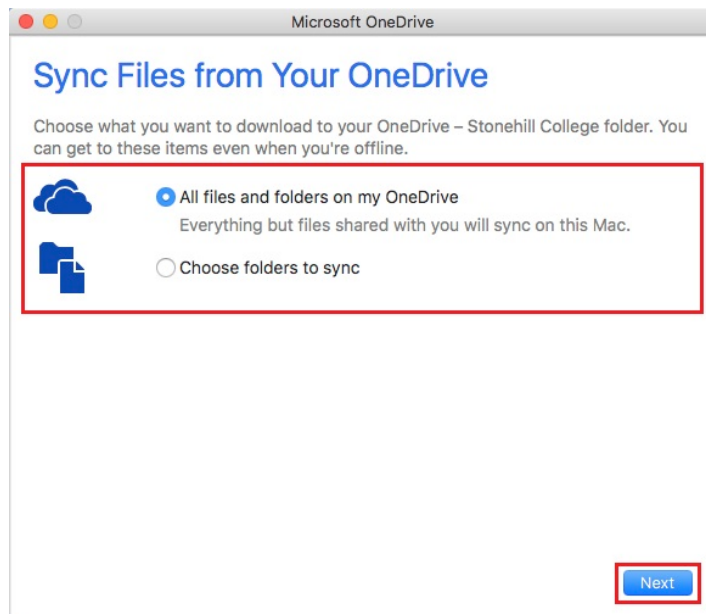 Microsoft OneDrive
Sync Files from Your OneDrive
Choose what you want to download to your OneDrive – Stonehill College folder. You
can get to these items even when you're offline.
All files and folders on my OneDrive
Everything but files shared with you will sync on this Mac.
Choose folders to sync
Next